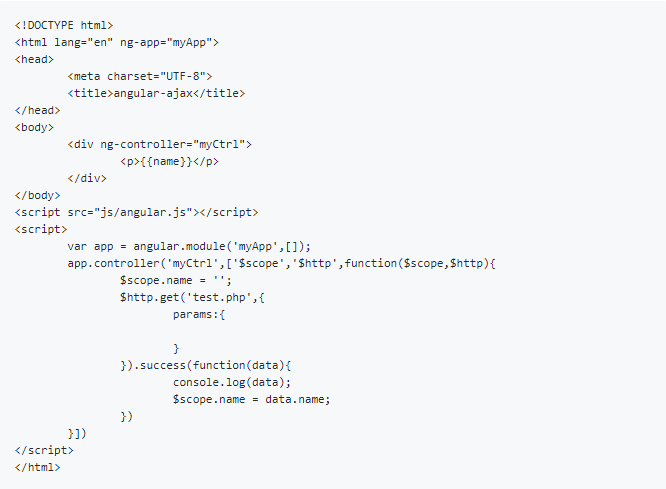 <!DOCTYPE html>
<html lang="en" ng-app="myApp">
<head>
        <meta charset="UTF-8">
        <title>angular-ajax</title>
</head>
<body>
        <div ng-controller="myCtrl">
                <p>{{name}}</p>
        </div>
</body>
<script src="js/angular.js"></script>
<script>
        var app = angular.module('myApp',[]);
        app.controller('myCtrl',['$scope','$http',function($scope,$http){
                $scope.name = '';
                $http.get('test.php',{
                        params:{

                        }
                }).success(function(data){
                        console.log(data);
                        $scope.name = data.name;
                })
        }])
</script>
</html>